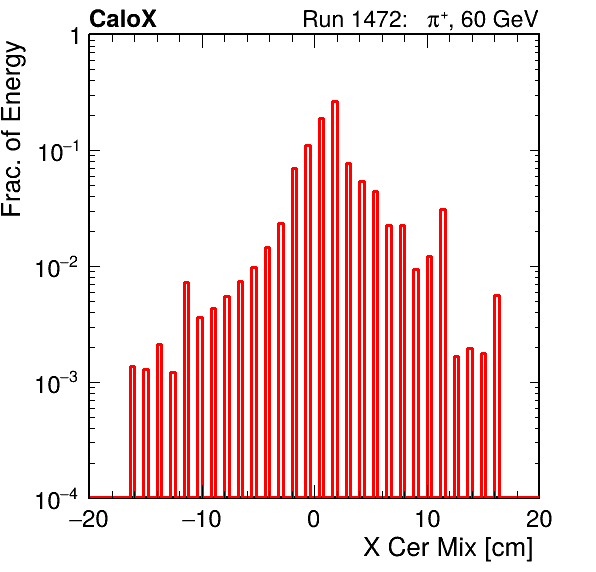 CaloX Run 1472: π⁺, 60 GeV
Frac. of Energy
1
10⁻¹
10⁻²
10⁻³
10⁻⁴
−20 −10 0 10 20
X Cer Mix [cm]